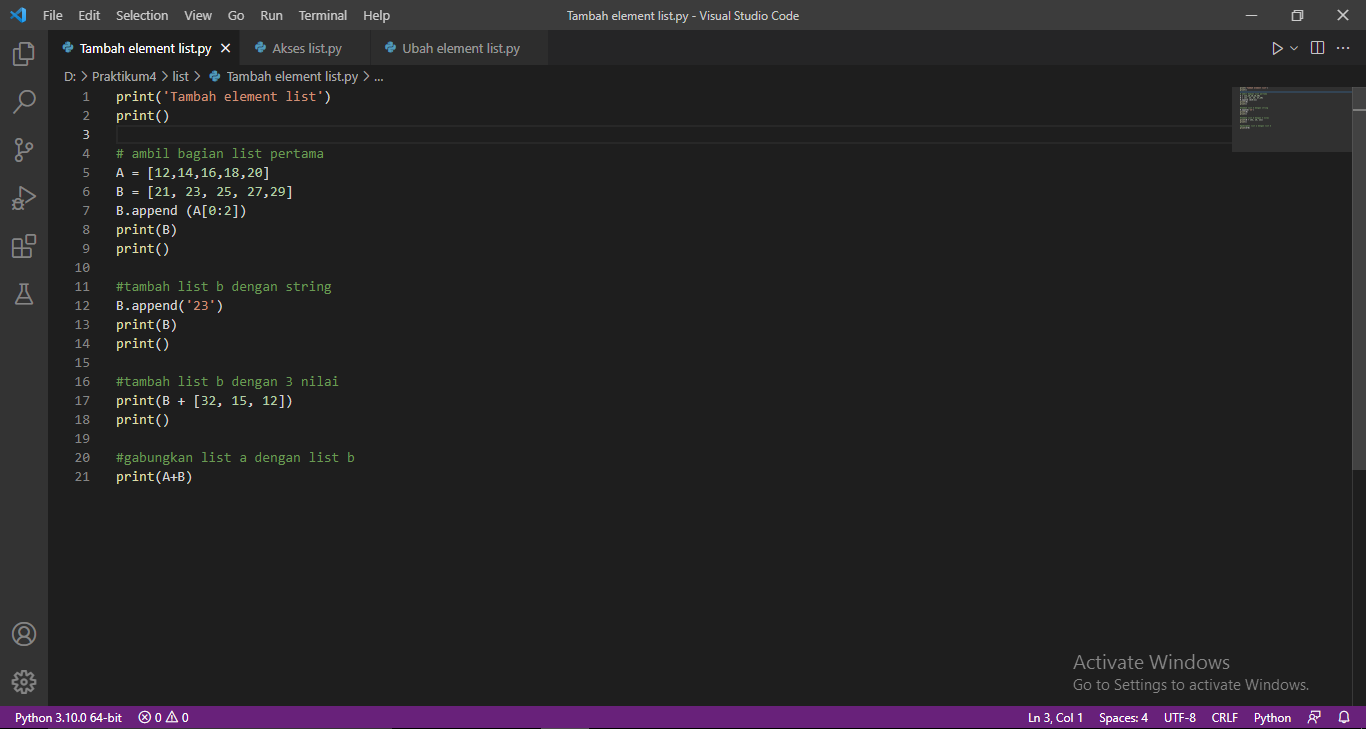 File Edit Selection View Go Run Terminal Help Tambah element list.py - Visual Studio Code
Tambah element list.py Akses list.py Ubah element list.py
D: > Praktikum4 > list > Tambah element list.py > ...
1 print('Tambah element list')
2 print()
3
4 # ambil bagian list pertama
5 A = [12,14,16,18,20]
6 B = [21, 23, 25, 27,29]
7 B.append (A[0:2])
8 print(B)
9 print()
10
11 #tambah list b dengan string
12 B.append('23')
13 print(B)
14 print()
15
16 #tambah list b dengan 3 nilai
17 print(B + [32, 15, 12])
18 print()
19
20 #gabungkan list a dengan list b
21 print(A+B)
Activate Windows
Go to Settings to activate Windows.
Python 3.10.0 64-bit 0 0 Ln 3, Col 1 Spaces: 4 UTF-8 CRLF Python